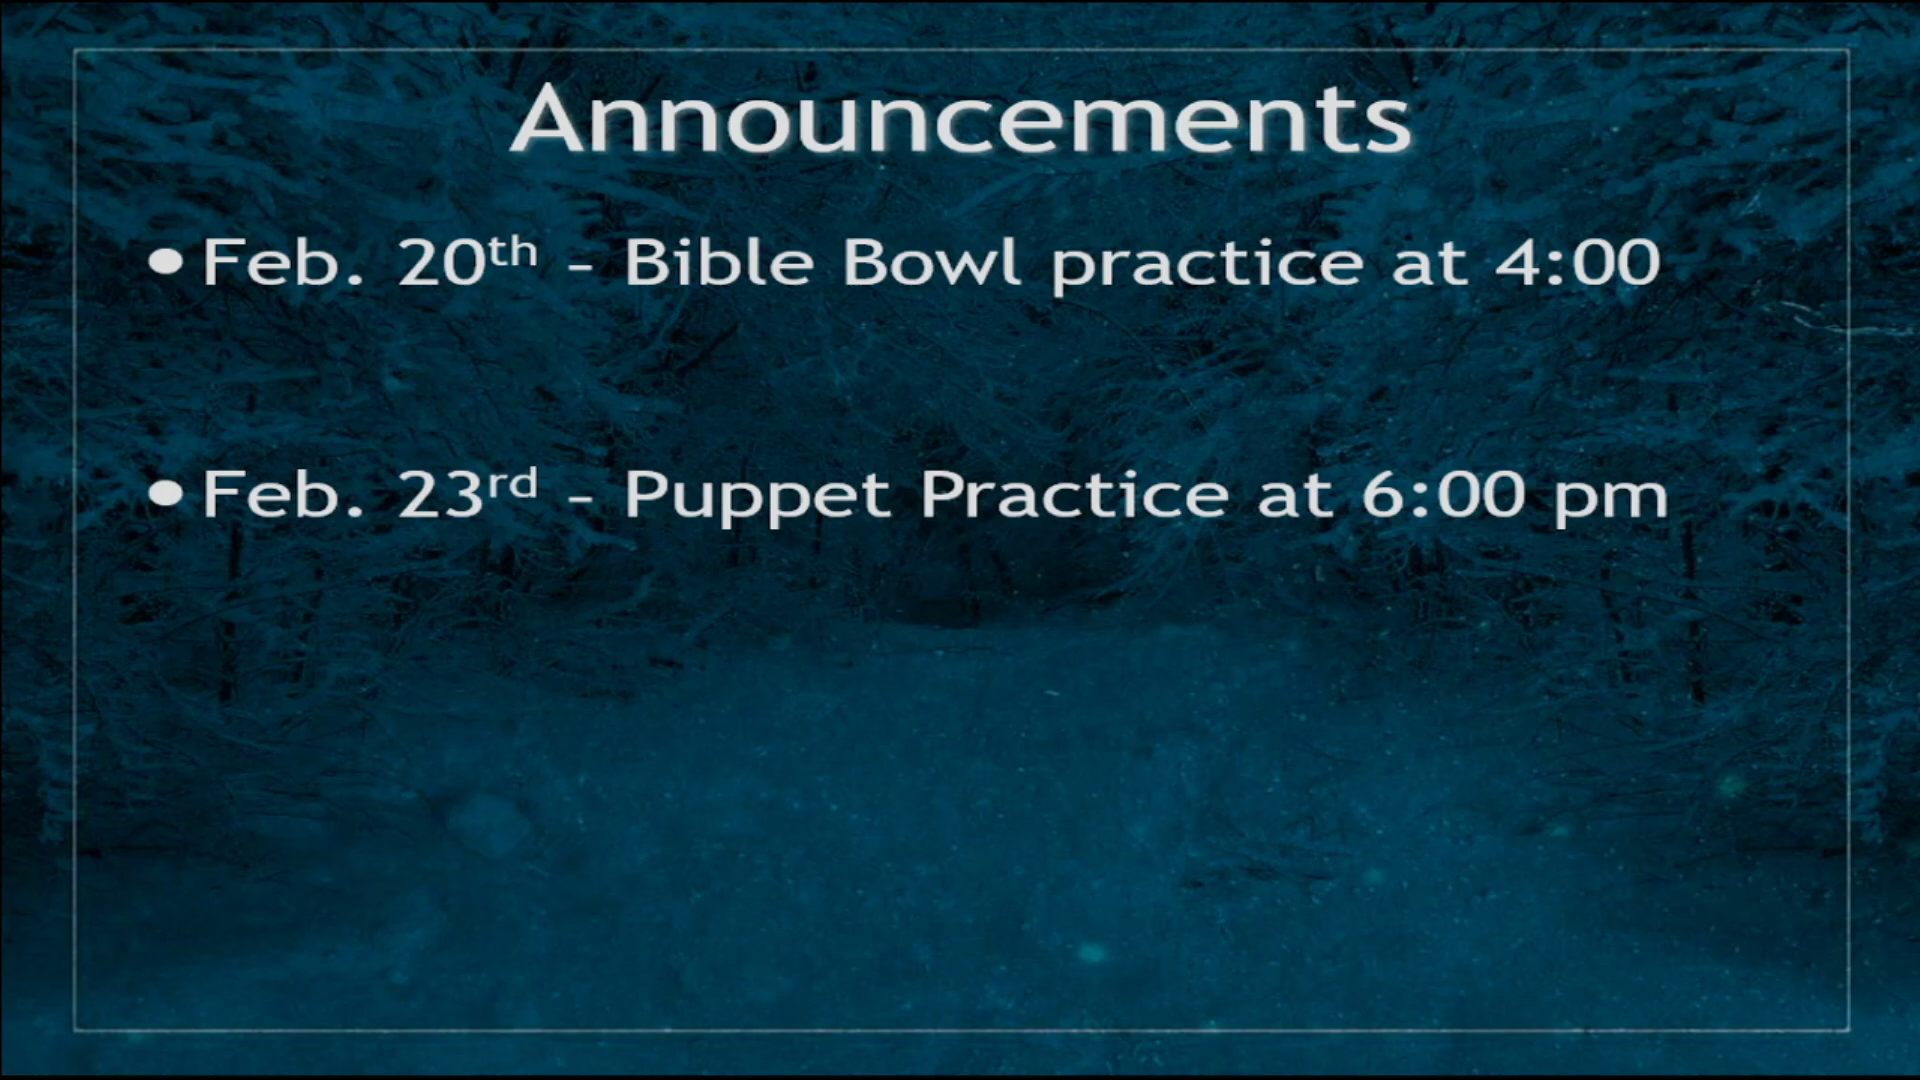 Announcements
• Feb. 20th - Bible Bowl practice at 4:00
• Feb. 23rd - Puppet Practice at 6:00 pm